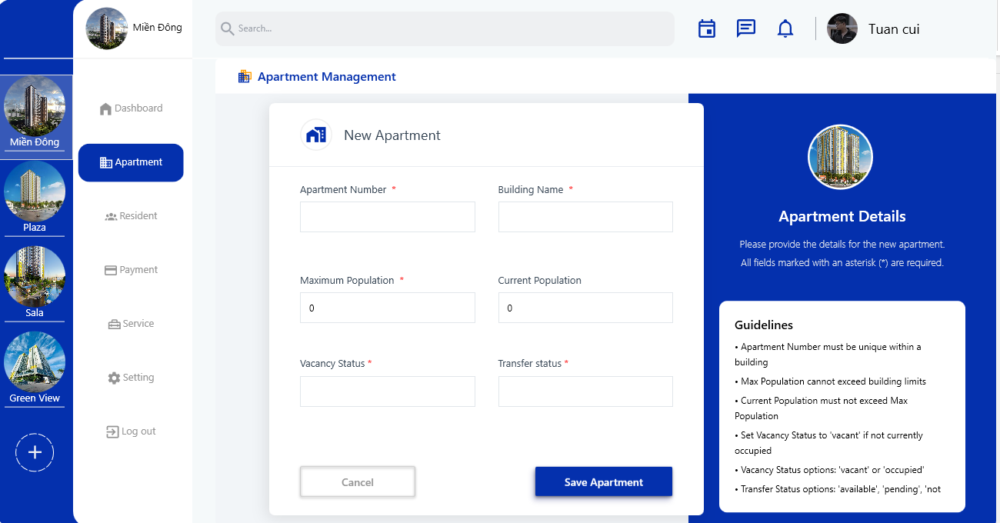 Miền Đông
Search...
Tuan cui
Apartment Management
Miền Đông
Plaza
Sala
Green View
Dashboard
Apartment
Resident
Payment
Service
Setting
Log out
New Apartment
Apartment Number *
Building Name *
Maximum Population *
0
Current Population
0
Vacancy Status *
Transfer status *
Cancel
Save Apartment
Apartment Details
Please provide the details for the new apartment.
All fields marked with an asterisk (*) are required.
Guidelines
• Apartment Number must be unique within a
building
• Max Population cannot exceed building limits
• Current Population must not exceed Max
Population
• Set Vacancy Status to 'vacant' if not currently
occupied
• Vacancy Status options: 'vacant' or 'occupied'
• Transfer Status options: 'available', 'pending', 'not